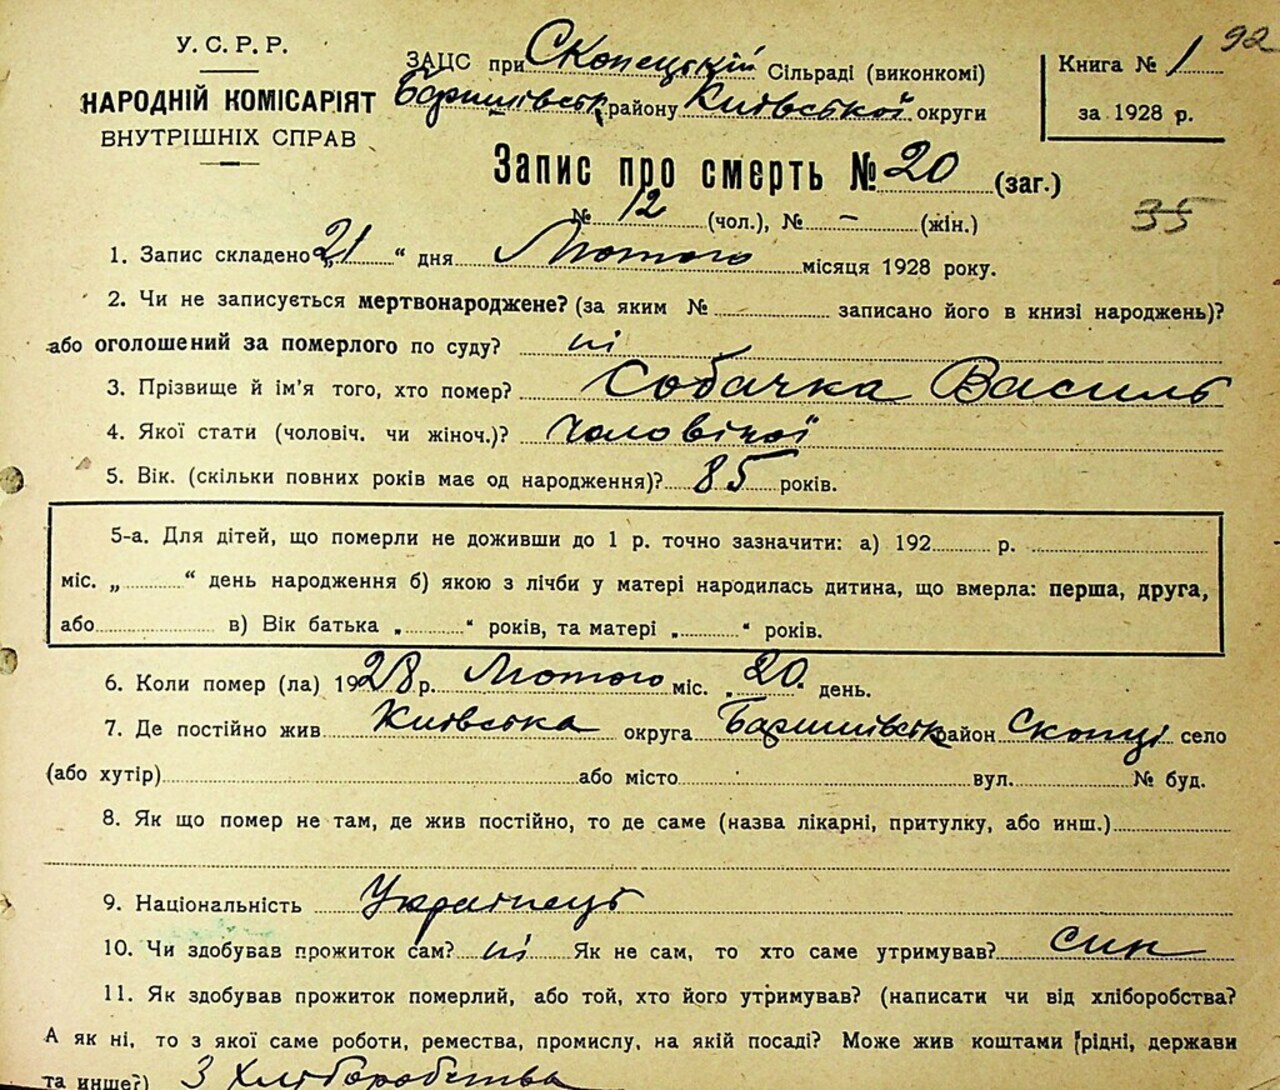 92
У. С. Р. Р.
НАРОДНІЙ КОМІСАРІЯТ
ВНУТРІШНІХ СПРАВ
ЗАЦС при Скопецькій Сільраді (виконкомі)
Баришівськ району Київської округи
Книга № 1
за 1928 р.
Запис про смерть № 20 (заг.)
№ 12 (чол.), № – (жін.)
35
1. Запис складено „21“ дня Лютого місяця 1928 року.
2. Чи не записується мертвонароджене? (за яким № записано його в книзі народжень)?
або оголошений за померлого по суду? ні
3. Прізвище й ім’я того, хто помер? Собачка Василь
4. Якої стати (чоловіч. чи жіноч.)? чоловічої
5. Вік. (скільки повних років має од народження)? 85 років.
5-а. Для дітей, що померли не доживши до 1 р. точно зазначити: а) 192 р.
міс. „ “ день народження б) якою з лічби у матері народилась дитина, що вмерла: перша, друга,
або в) Вік батька „ “ років, та матері „ “ років.
6. Коли помер (ла) 1928 р. Лютого міс. „20“ день.
7. Де постійно жив Київська округа Баришівськ район Скопці село
(або хутір) або місто вул. № буд.
8. Як що помер не там, де жив постійно, то де саме (назва лікарні, притулку, або инш.)
9. Національність Українець
10. Чи здобував прожиток сам? ні Як не сам, то хто саме утримував? син
11. Як здобував прожиток померлий, або той, хто його утримував? (написати чи від хліборобства?
А як ні, то з якої саме роботи, ремества, промислу, на якій посаді? Може жив коштами (рідні, держави
та инше?) З хліборобства